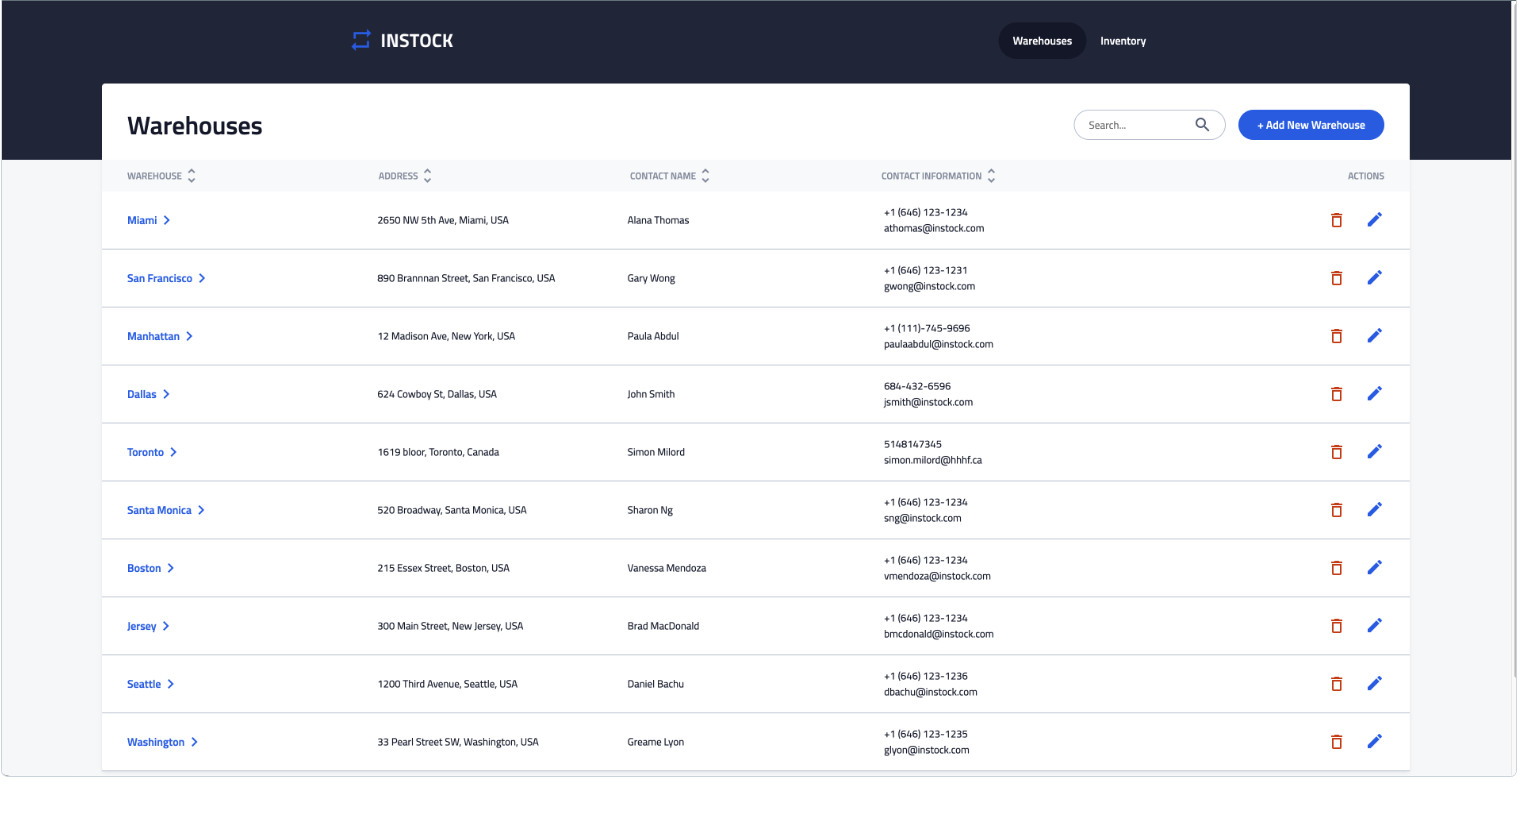 INSTOCK
Warehouses Inventory
Warehouses
Search...
+ Add New Warehouse
WAREHOUSE ADDRESS CONTACT NAME CONTACT INFORMATION ACTIONS
Miami 2650 NW 5th Ave, Miami, USA Alana Thomas +1 (646) 123-1234
athomas@instock.com
San Francisco 890 Brannnan Street, San Francisco, USA Gary Wong +1 (646) 123-1231
gwong@instock.com
Manhattan 12 Madison Ave, New York, USA Paula Abdul +1 (111)-745-9696
paulaabdul@instock.com
Dallas 624 Cowboy St, Dallas, USA John Smith 684-432-6596
jsmith@instock.com
Toronto 1619 bloor, Toronto, Canada Simon Milord 5148147345
simon.milord@hhhf.ca
Santa Monica 520 Broadway, Santa Monica, USA Sharon Ng +1 (646) 123-1234
sng@instock.com
Boston 215 Essex Street, Boston, USA Vanessa Mendoza +1 (646) 123-1234
vmendoza@instock.com
Jersey 300 Main Street, New Jersey, USA Brad MacDonald +1 (646) 123-1234
bmcdonald@instock.com
Seattle 1200 Third Avenue, Seattle, USA Daniel Bachu +1 (646) 123-1236
dbachu@instock.com
Washington 33 Pearl Street SW, Washington, USA Greame Lyon +1 (646) 123-1235
glyon@instock.com